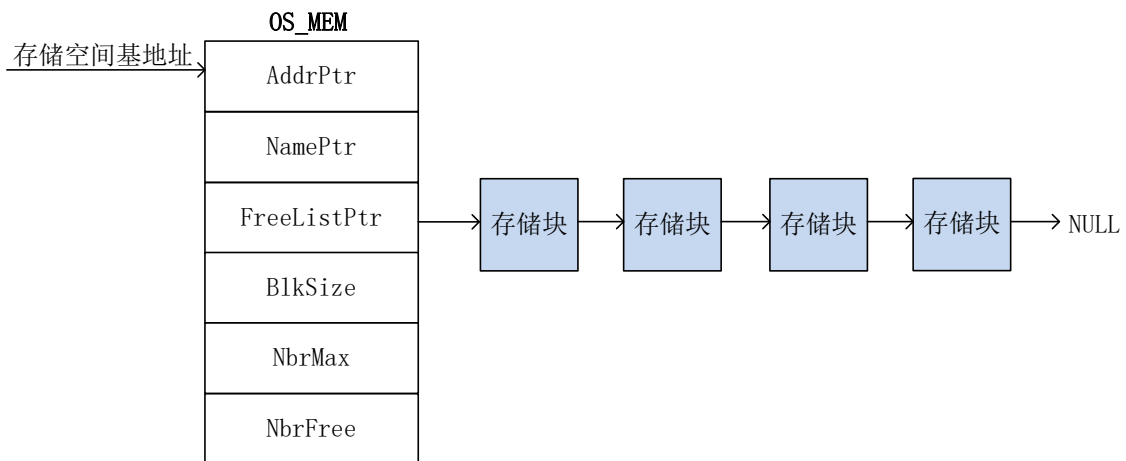 OS_MEM
存储空间基地址
AddrPtr
NamePtr
FreeListPtr
存储块
存储块
存储块
存储块
NULL
BlkSize
NbrMax
NbrFree